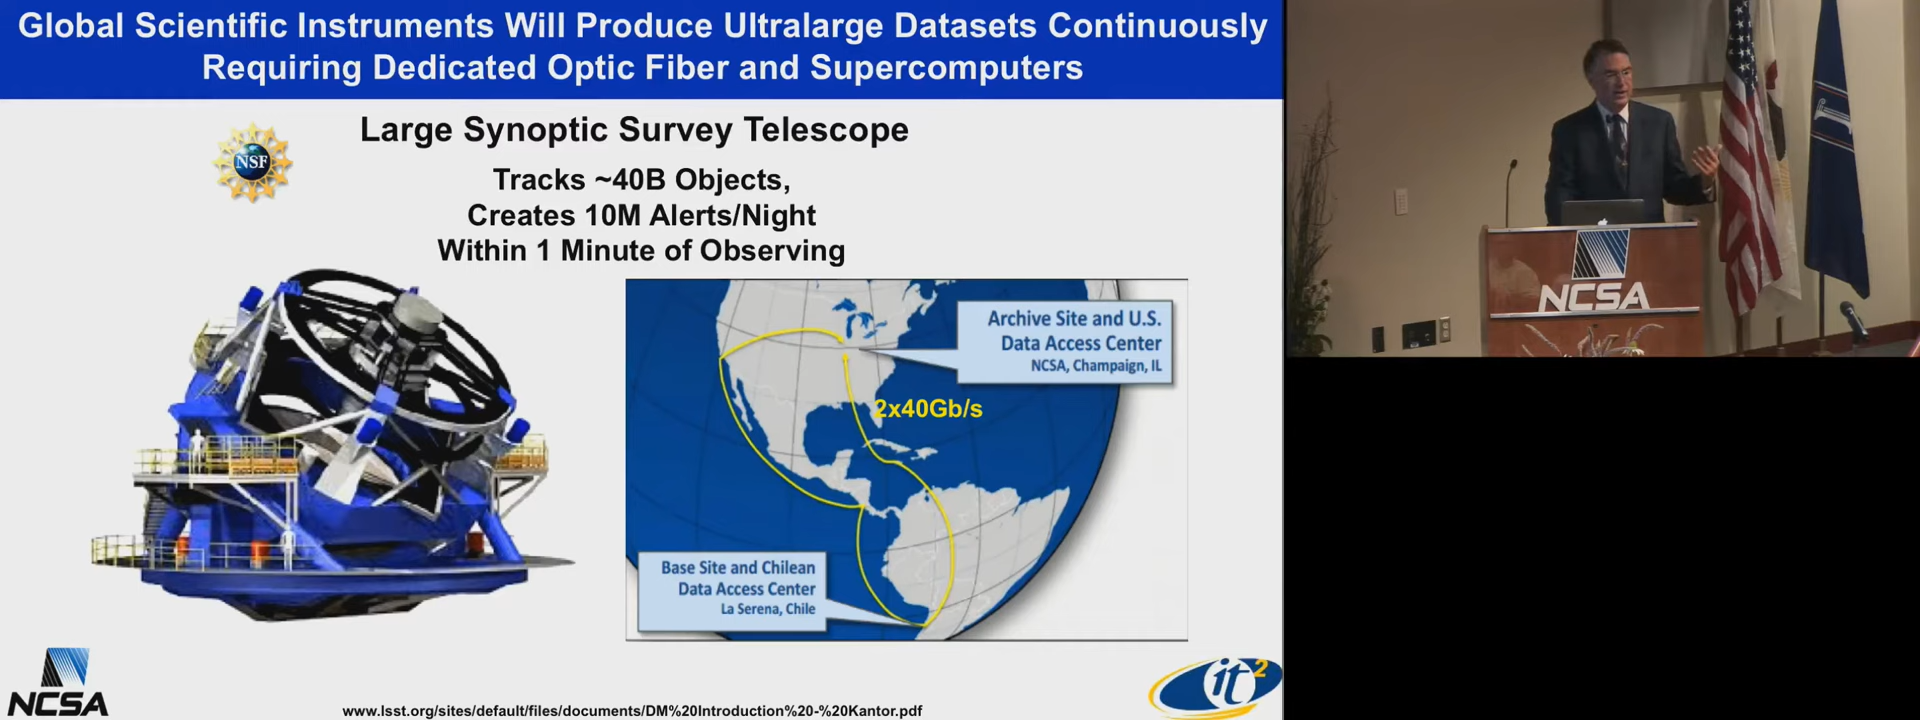 Global Scientific Instruments Will Produce Ultralarge Datasets Continuously
Requiring Dedicated Optic Fiber and Supercomputers
Large Synoptic Survey Telescope
NSF
Tracks ~40B Objects,
Creates 10M Alerts/Night
Within 1 Minute of Observing
Archive Site and U.S.
Data Access Center
NCSA, Champaign, IL
2x40Gb/s
Base Site and Chilean
Data Access Center
La Serena, Chile
NCSA
it2
www.lsst.org/sites/default/files/documents/DM%20Introduction%20-%20Kantor.pdf
NCSA